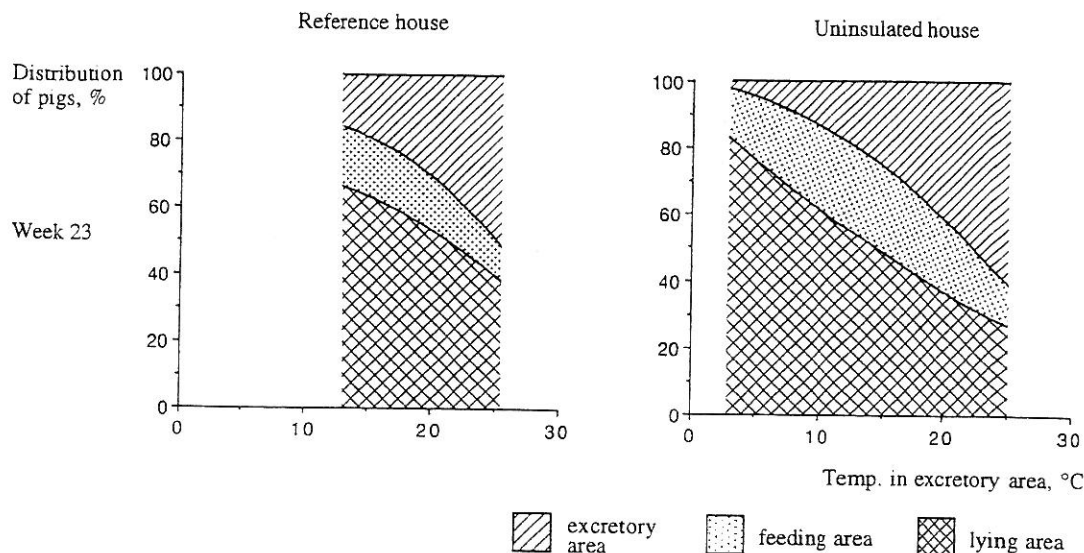 Reference house
Uninsulated house
Distribution
of pigs, %
Week 23
100
80
60
40
20
0
0
10
20
30
100
80
60
40
20
0
0
10
20
30
Temp. in excretory area, °C
excretory
area
feeding area
lying area